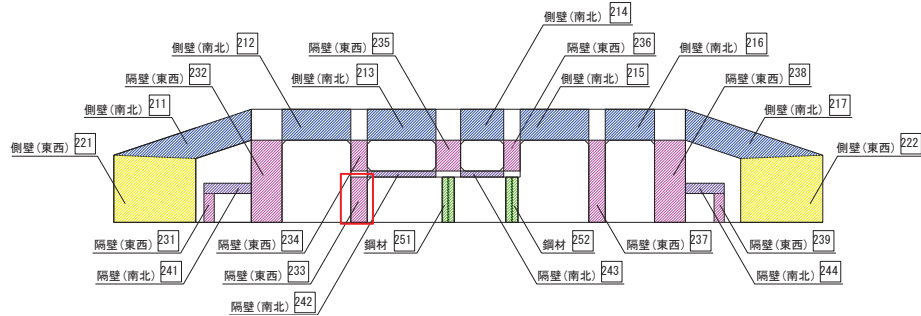 側壁(南北) 214
側壁(南北) 212
隔壁(東西) 235
隔壁(東西) 236
側壁(南北) 216
隔壁(東西) 232
側壁(南北) 213
側壁(南北) 215
隔壁(東西) 238
側壁(南北) 211
側壁(南北) 217
側壁(東西) 221
側壁(東西) 222
隔壁(東西) 231
隔壁(東西) 234
鋼材 251
鋼材 252
隔壁(東西) 237
隔壁(東西) 239
隔壁(南北) 241
隔壁(東西) 233
隔壁(南北) 243
隔壁(南北) 244
隔壁(南北) 242